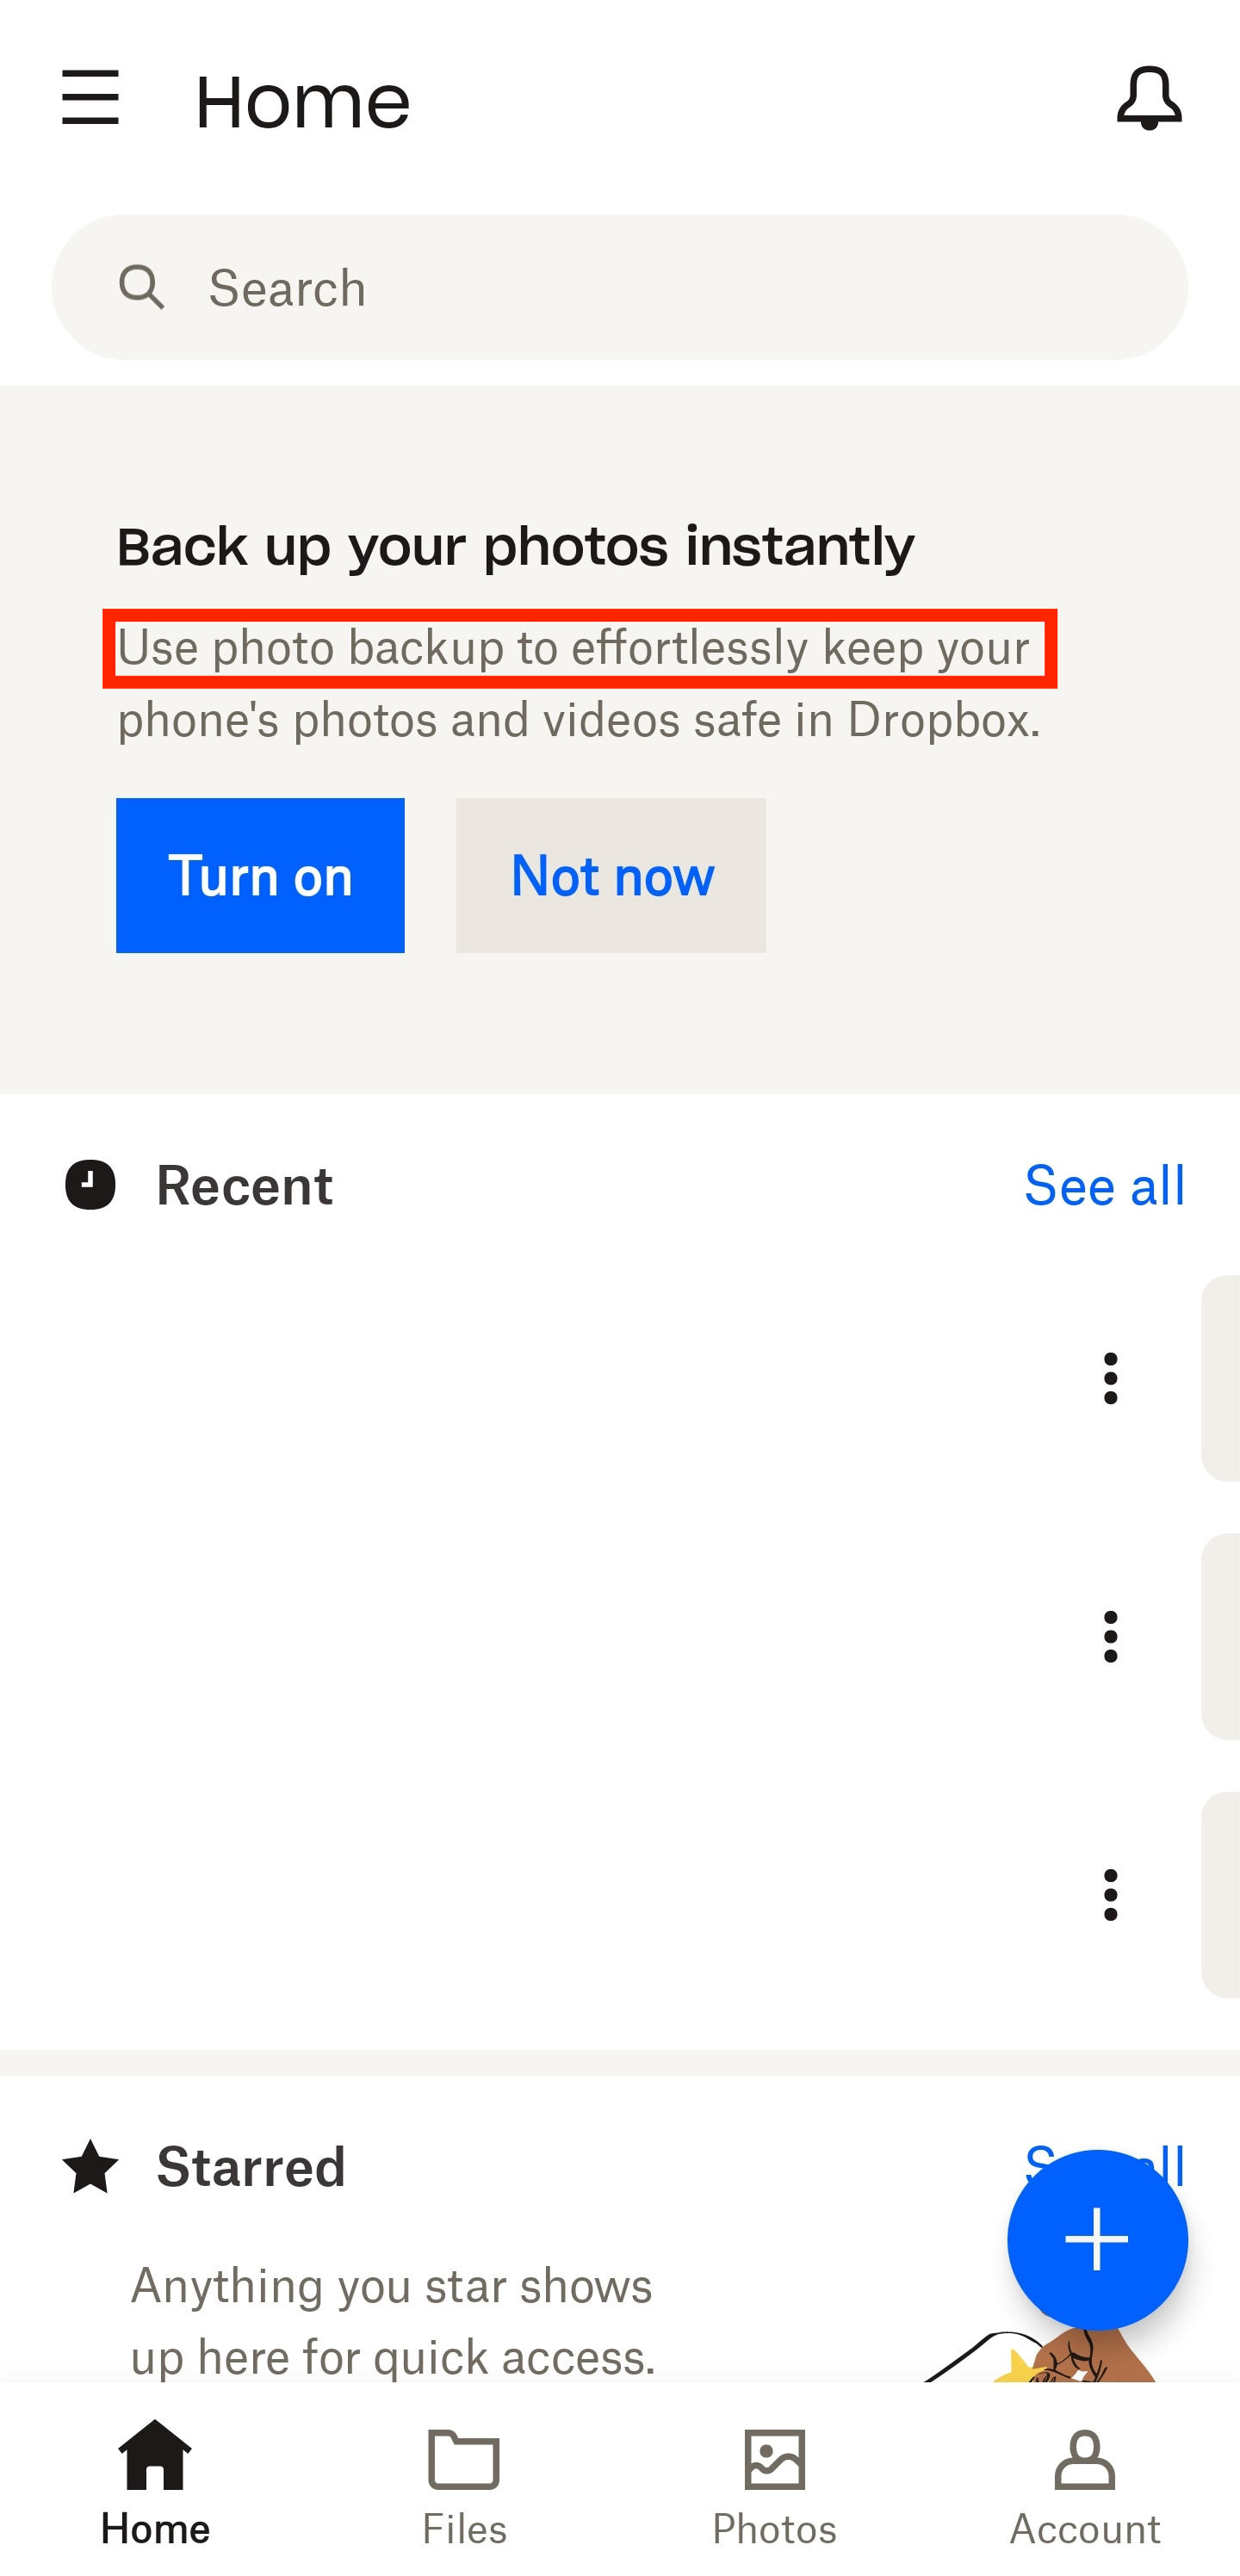 Home
Search
Back up your photos instantly
Use photo backup to effortlessly keep your
phone's photos and videos safe in Dropbox.
Turn on Not now
Recent See all
Starred
Anything you star shows
up here for quick access.
Home Files Photos Account